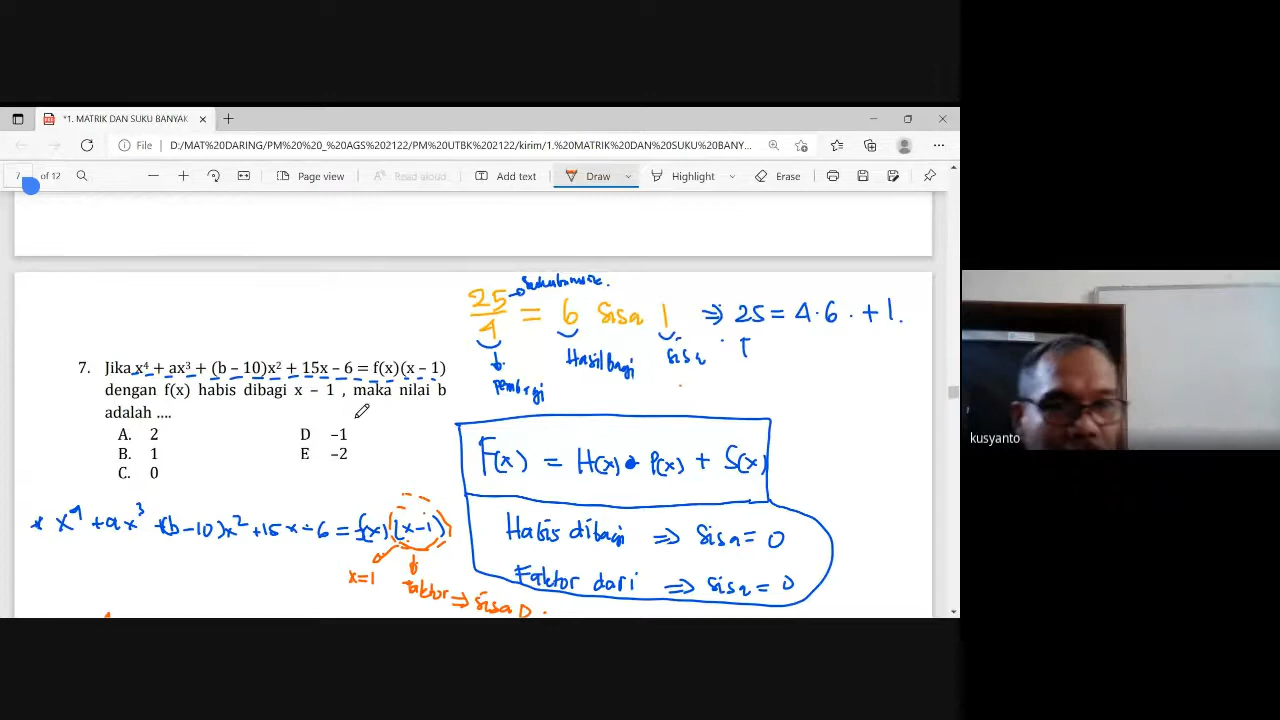 *1. MATRIK DAN SUKU BANYAK
File D:/MAT%20DARING/PM%20%20_%20AGS%202122/PM%20UTBK%202122/kirim/1.%20MATRIK%20DAN%20SUKU%20BANY...
7 of 12 Page view Read aloud Add text Draw Highlight Erase
25/4 = 6 Sisa 1 ⇒ 25 = 4·6 · + 1.
Hasil bagi sisa
pembagi
7. Jika x⁴ + ax³ + (b – 10)x² + 15x – 6 = f(x)(x – 1)
dengan f(x) habis dibagi x – 1 , maka nilai b
adalah ....
A. 2 D –1
B. 1 E –2
C. 0
kusyanto
F(x) = H(x) • P(x) + S(x)
* x⁴ + ax³ + (b – 10)x² + 15x – 6 = f(x) (x – 1)
Habis dibagi ⇒ Sisa = 0
x = 1
Faktor dari ⇒ Sisa = 0
faktor ⇒ Sisa 0